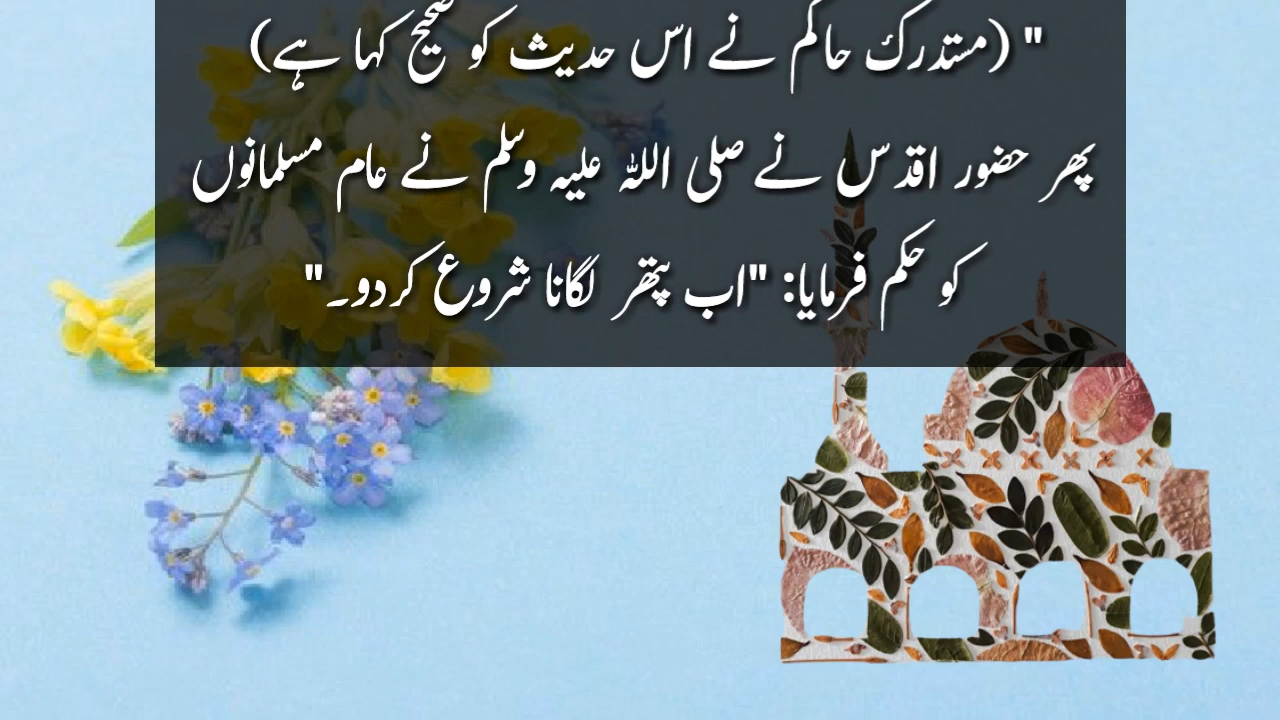 " (مستدرک حاکم نے اس حدیث کو صحیح کہا ہے)
پھر حضور اقدس نے صلی اللہ علیہ وسلم نے عام مسلمانوں
کو حکم فرمایا: "اب پتھر لگانا شروع کردو۔"